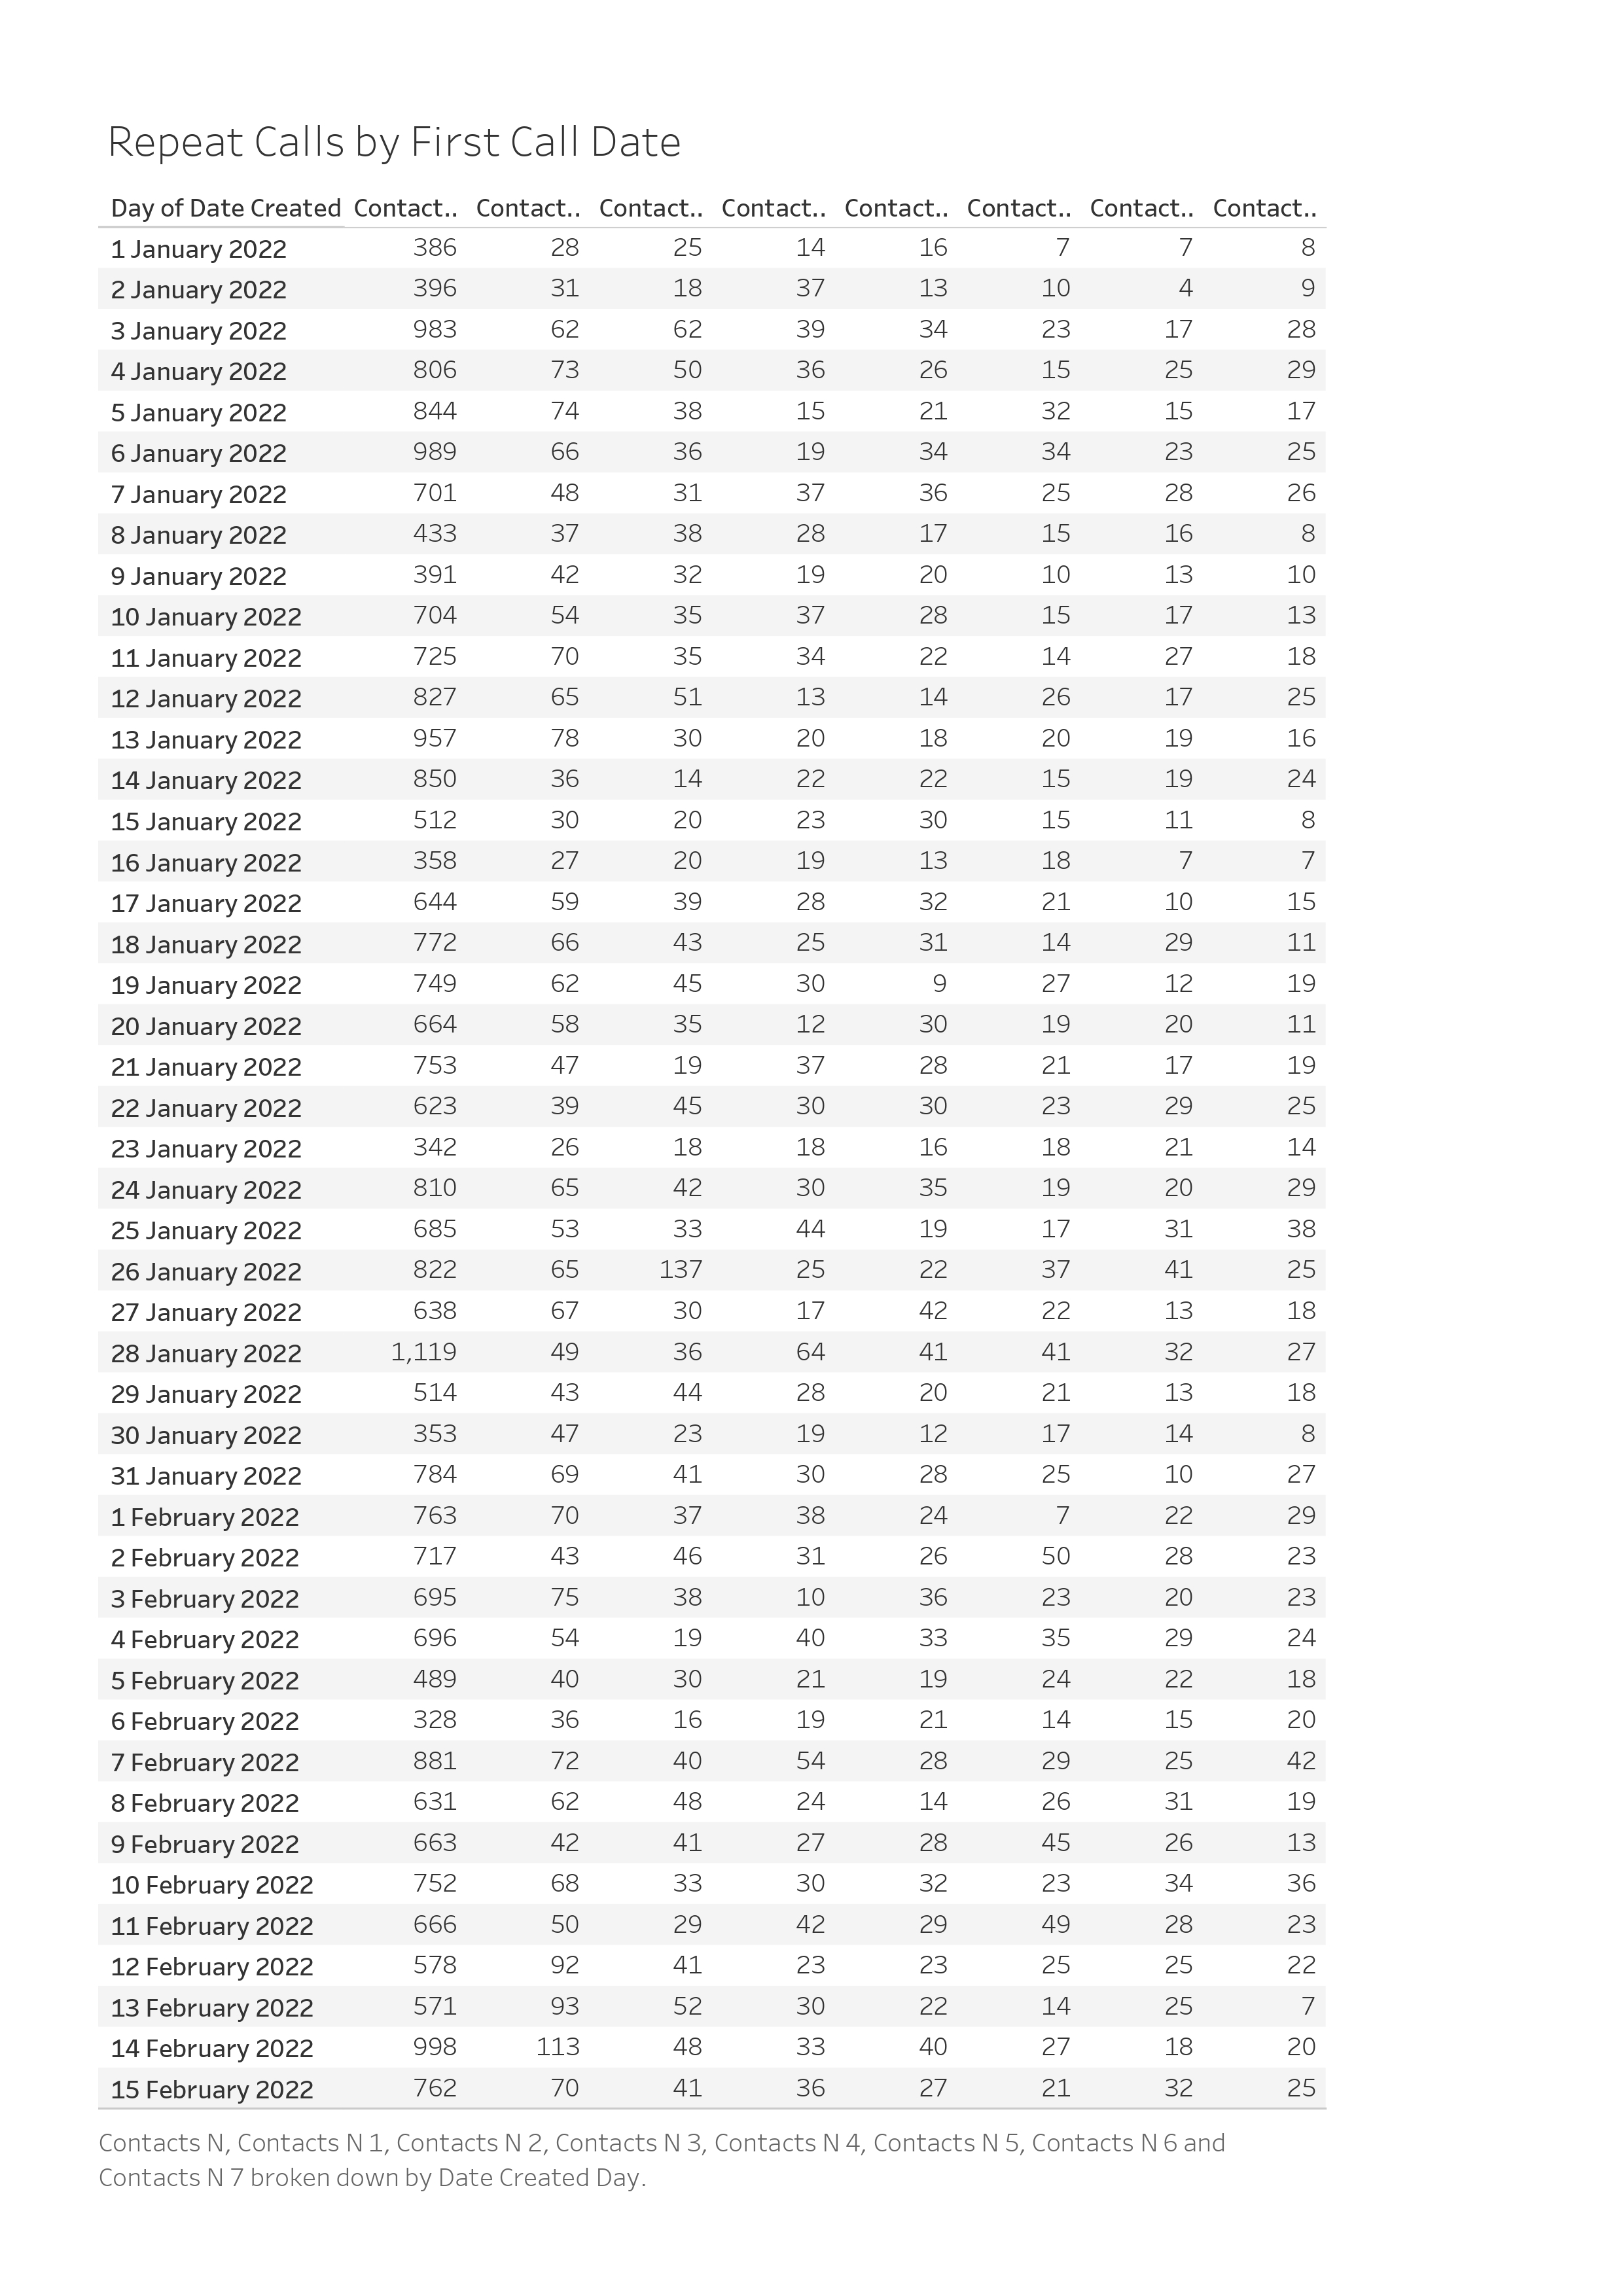 Repeat Calls by First Call Date
Day of Date Created Contact.. Contact.. Contact.. Contact.. Contact.. Contact.. Contact.. Contact..
1 January 2022 386 28 25 14 16 7 7 8
2 January 2022 396 31 18 37 13 10 4 9
3 January 2022 983 62 62 39 34 23 17 28
4 January 2022 806 73 50 36 26 15 25 29
5 January 2022 844 74 38 15 21 32 15 17
6 January 2022 989 66 36 19 34 34 23 25
7 January 2022 701 48 31 37 36 25 28 26
8 January 2022 433 37 38 28 17 15 16 8
9 January 2022 391 42 32 19 20 10 13 10
10 January 2022 704 54 35 37 28 15 17 13
11 January 2022 725 70 35 34 22 14 27 18
12 January 2022 827 65 51 13 14 26 17 25
13 January 2022 957 78 30 20 18 20 19 16
14 January 2022 850 36 14 22 22 15 19 24
15 January 2022 512 30 20 23 30 15 11 8
16 January 2022 358 27 20 19 13 18 7 7
17 January 2022 644 59 39 28 32 21 10 15
18 January 2022 772 66 43 25 31 14 29 11
19 January 2022 749 62 45 30 9 27 12 19
20 January 2022 664 58 35 12 30 19 20 11
21 January 2022 753 47 19 37 28 21 17 19
22 January 2022 623 39 45 30 30 23 29 25
23 January 2022 342 26 18 18 16 18 21 14
24 January 2022 810 65 42 30 35 19 20 29
25 January 2022 685 53 33 44 19 17 31 38
26 January 2022 822 65 137 25 22 37 41 25
27 January 2022 638 67 30 17 42 22 13 18
28 January 2022 1,119 49 36 64 41 41 32 27
29 January 2022 514 43 44 28 20 21 13 18
30 January 2022 353 47 23 19 12 17 14 8
31 January 2022 784 69 41 30 28 25 10 27
1 February 2022 763 70 37 38 24 7 22 29
2 February 2022 717 43 46 31 26 50 28 23
3 February 2022 695 75 38 10 36 23 20 23
4 February 2022 696 54 19 40 33 35 29 24
5 February 2022 489 40 30 21 19 24 22 18
6 February 2022 328 36 16 19 21 14 15 20
7 February 2022 881 72 40 54 28 29 25 42
8 February 2022 631 62 48 24 14 26 31 19
9 February 2022 663 42 41 27 28 45 26 13
10 February 2022 752 68 33 30 32 23 34 36
11 February 2022 666 50 29 42 29 49 28 23
12 February 2022 578 92 41 23 23 25 25 22
13 February 2022 571 93 52 30 22 14 25 7
14 February 2022 998 113 48 33 40 27 18 20
15 February 2022 762 70 41 36 27 21 32 25
Contacts N, Contacts N 1, Contacts N 2, Contacts N 3, Contacts N 4, Contacts N 5, Contacts N 6 and
Contacts N 7 broken down by Date Created Day.